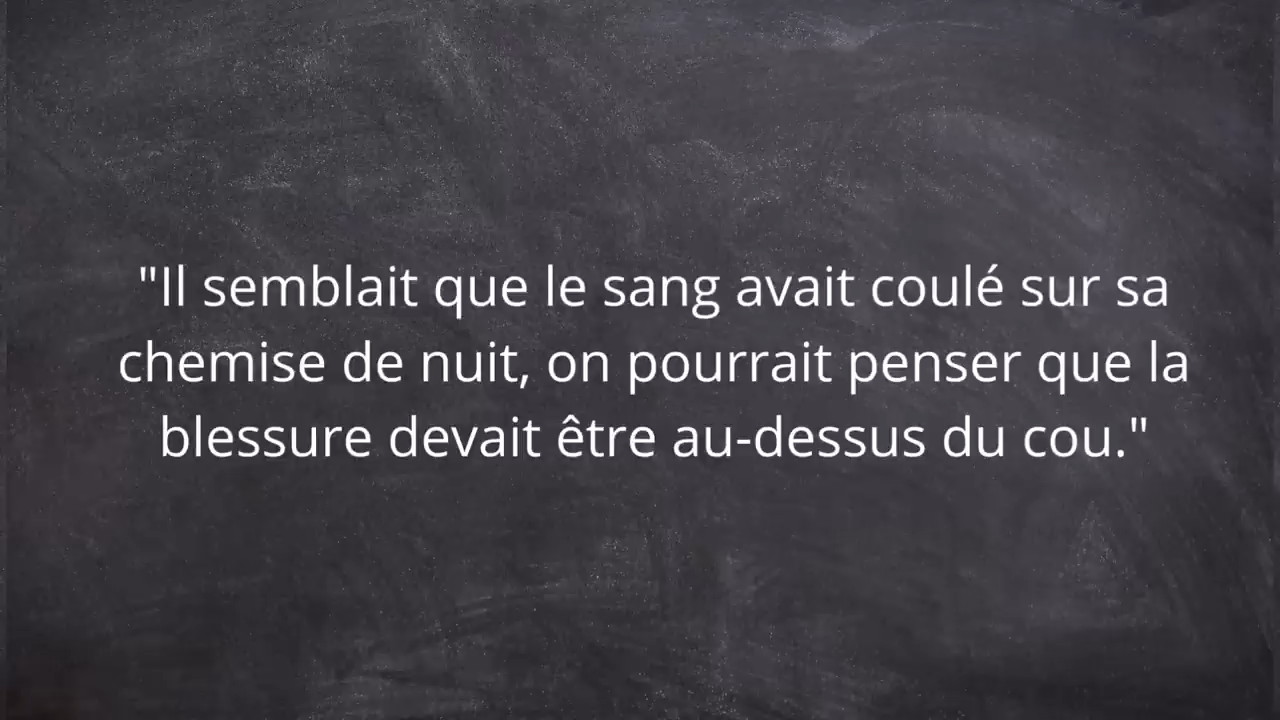 "Il semblait que le sang avait coulé sur sa
chemise de nuit, on pourrait penser que la
blessure devait être au-dessus du cou."